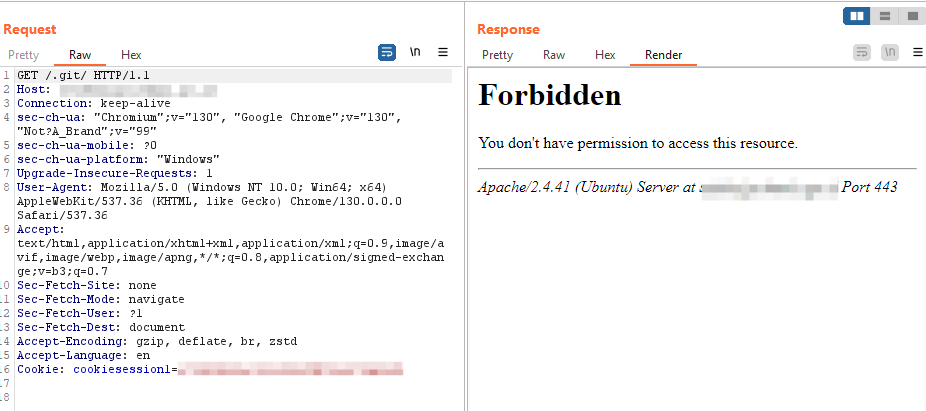 Request
Pretty Raw Hex \n
1 GET /.git/ HTTP/1.1
2 Host:
3 Connection: keep-alive
4 sec-ch-ua: "Chromium";v="130", "Google Chrome";v="130",
"Not?A_Brand";v="99"
5 sec-ch-ua-mobile: ?0
6 sec-ch-ua-platform: "Windows"
7 Upgrade-Insecure-Requests: 1
8 User-Agent: Mozilla/5.0 (Windows NT 10.0; Win64; x64)
AppleWebKit/537.36 (KHTML, like Gecko) Chrome/130.0.0.0
Safari/537.36
9 Accept:
text/html,application/xhtml+xml,application/xml;q=0.9,image/a
vif,image/webp,image/apng,*/*;q=0.8,application/signed-exchan
ge;v=b3;q=0.7
10 Sec-Fetch-Site: none
11 Sec-Fetch-Mode: navigate
12 Sec-Fetch-User: ?1
13 Sec-Fetch-Dest: document
14 Accept-Encoding: gzip, deflate, br, zstd
15 Accept-Language: en
16 Cookie: cookiesession1=
17
18
Response
Pretty Raw Hex Render \n
Forbidden
You don't have permission to access this resource.
Apache/2.4.41 (Ubuntu) Server at Port 443